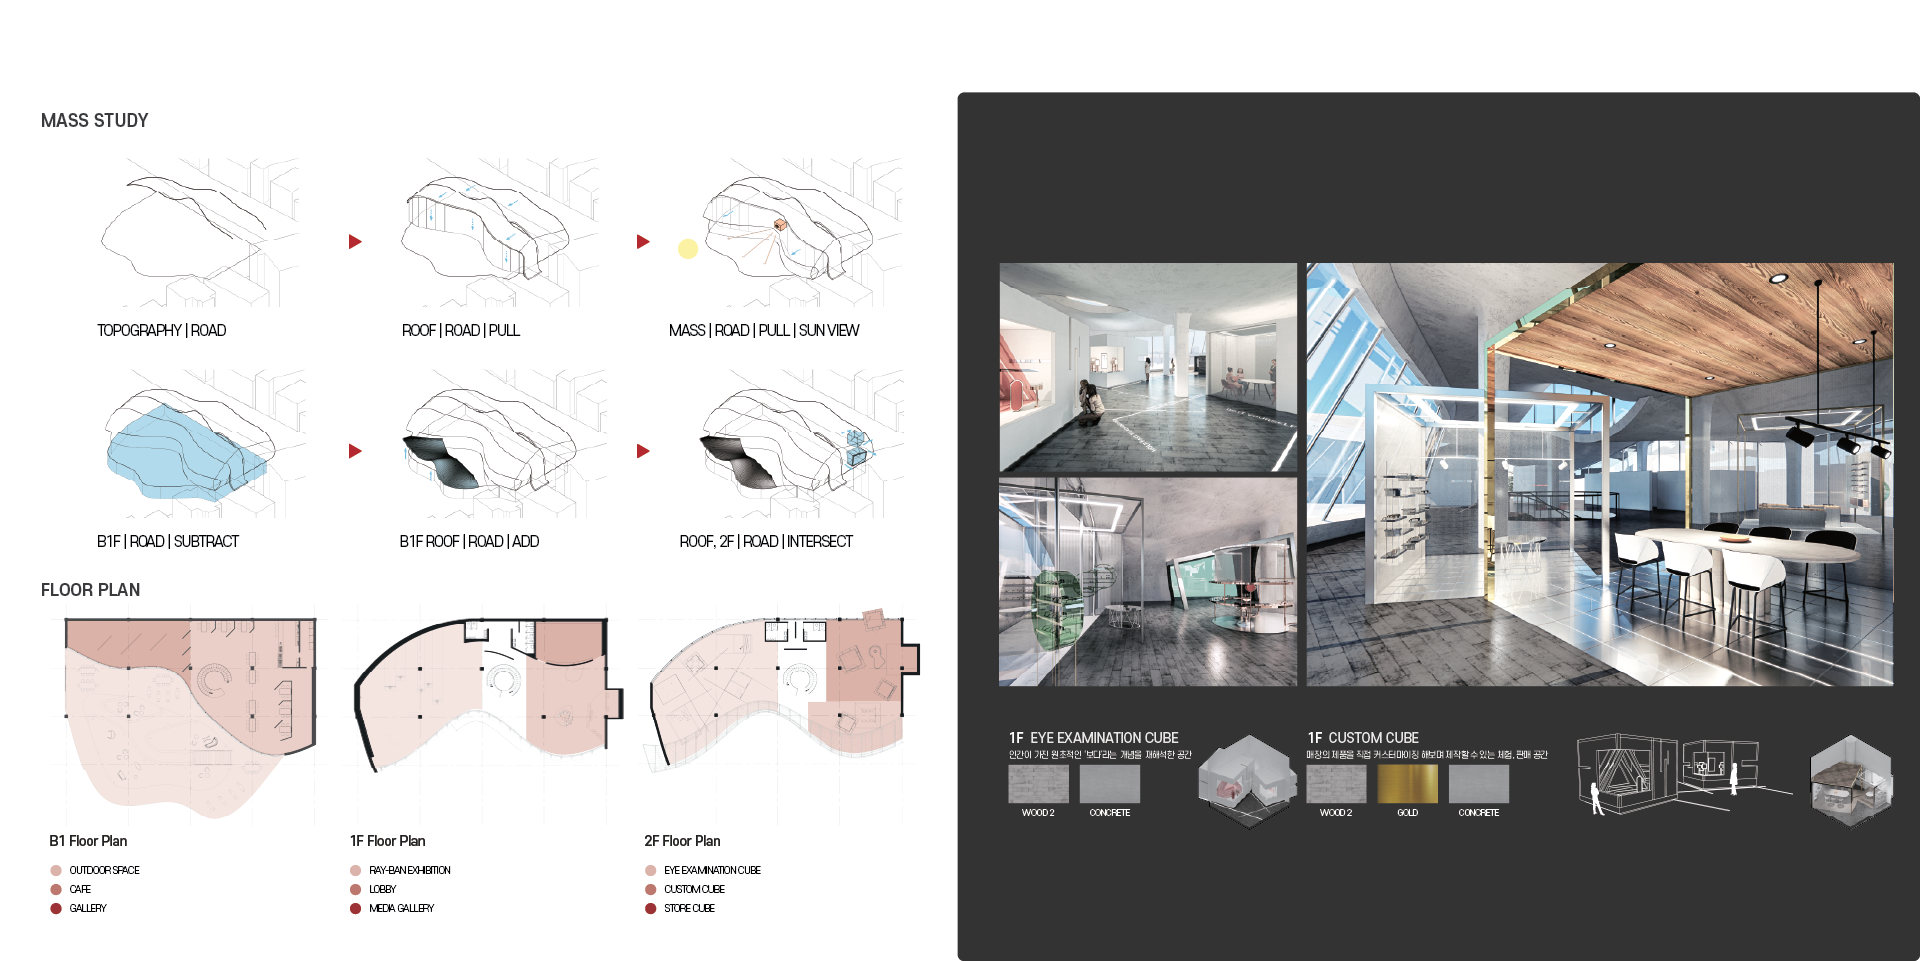 MASS STUDY
TOPOGRAPHY | ROAD
ROOF | ROAD | PULL
MASS | ROAD | PULL | SUN VIEW
B1F | ROAD | SUBTRACT
B1F ROOF | ROAD | ADD
ROOF, 2F | ROAD | INTERSECT
FLOOR PLAN
B1 Floor Plan
OUTDOOR SPACE
CAFE
GALLERY
1F Floor Plan
RAY-BAN EXHIBITION
LOBBY
MEDIA GALLERY
2F Floor Plan
EYE EXAMINATION CUBE
CUSTOM CUBE
STORE CUBE
1F EYE EXAMINATION CUBE
인간이 가진 원초적인 '보다'라는 개념을 재해석한 공간
WOOD 2
CONCRETE
1F CUSTOM CUBE
매장의 제품을 직접 커스터마이징 해보며 제작할 수 있는 체험, 판매 공간
WOOD 2
GOLD
CONCRETE